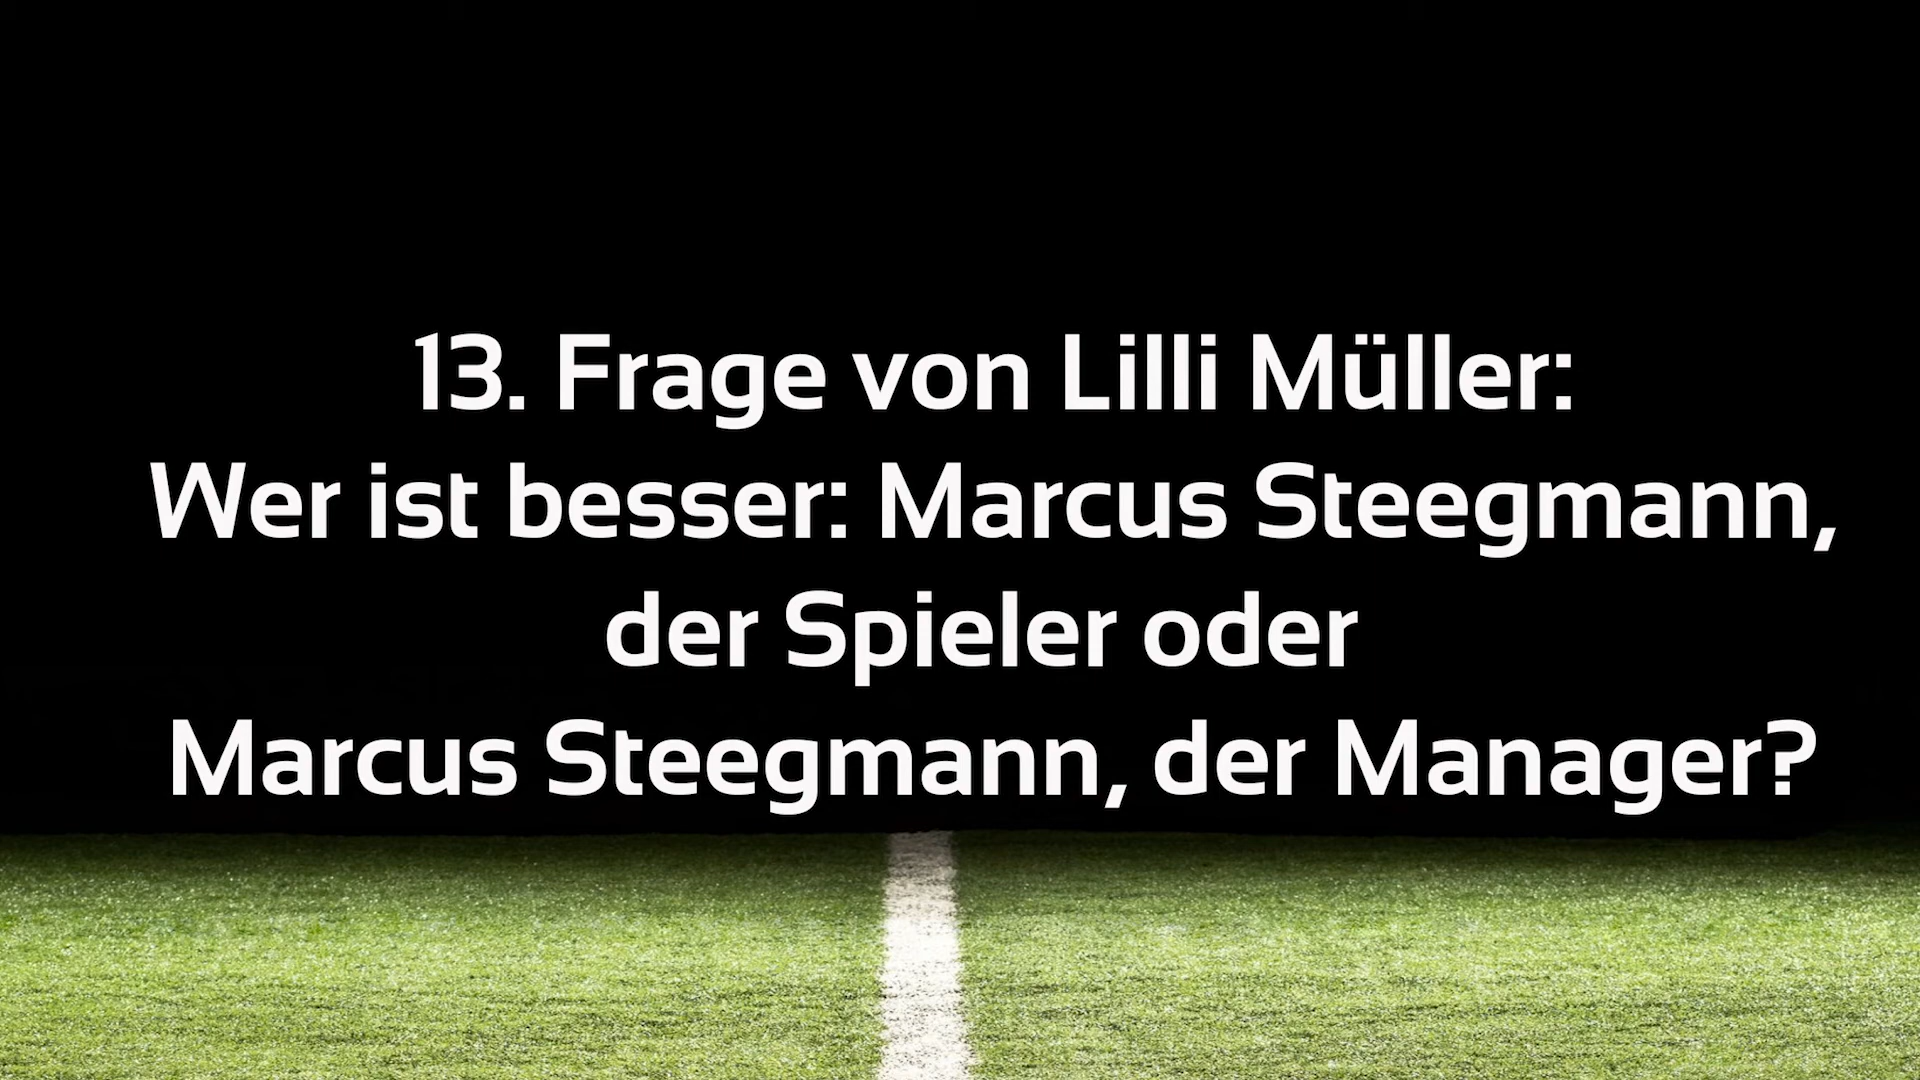 13. Frage von Lilli Müller:
Wer ist besser: Marcus Steegmann,
der Spieler oder
Marcus Steegmann, der Manager?